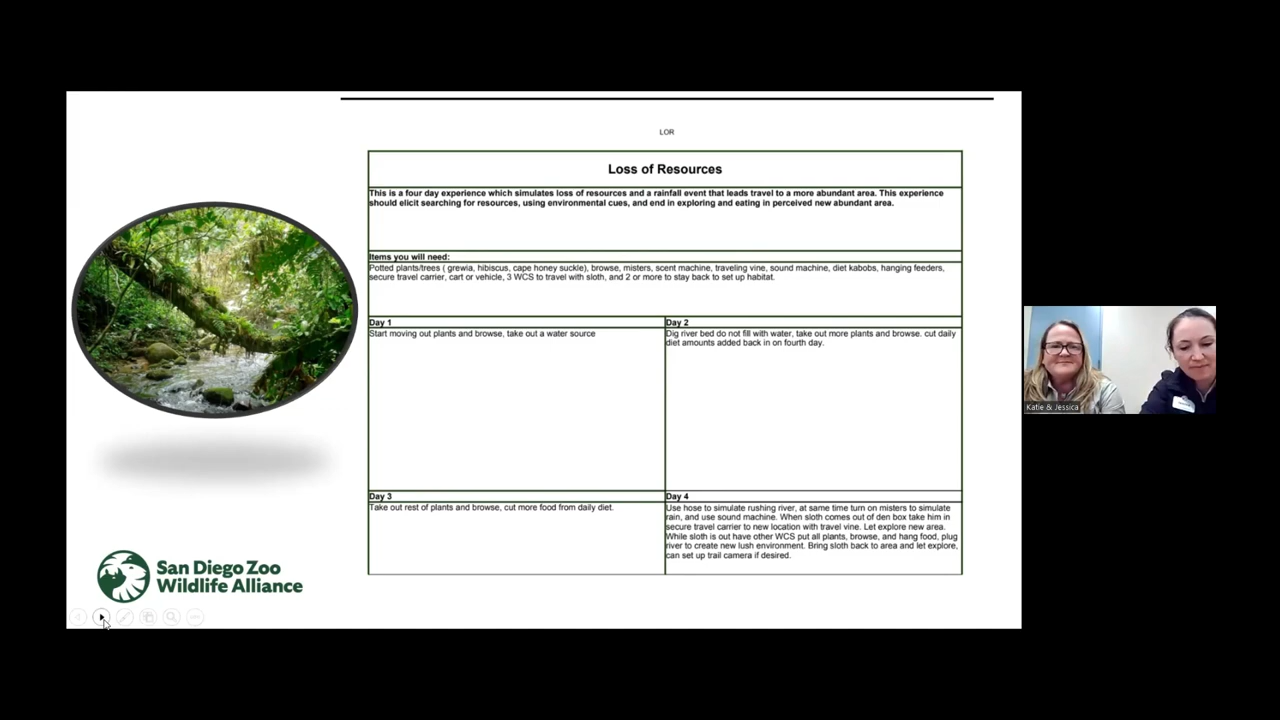 LOR
Loss of Resources
This is a four day experience which simulates loss of resources and a rainfall event that leads travel to a more abundant area. This experience
should elicit searching for resources, using environmental cues, and end in exploring and eating in perceived new abundant area.
Items you will need:
Potted plants/trees ( grewia, hibiscus, cape honey suckle), browse, misters, scent machine, traveling vine, sound machine, diet kabobs, hanging feeders,
secure travel carrier, cart or vehicle, 3 WCS to travel with sloth, and 2 or more to stay back to set up habitat.
Day 1
Start moving out plants and browse, take out a water source
Day 2
Dig river bed do not fill with water, take out more plants and browse. cut daily
diet amounts added back in on fourth day.
Day 3
Take out rest of plants and browse, cut more food from daily diet.
Day 4
Use hose to simulate rushing river, at same time turn on misters to simulate
rain, and use sound machine. When sloth comes out of den box take him in
secure travel carrier to new location with travel vine. Let explore new area.
While sloth is out have other WCS put all plants, browse, and hang food, plug
river to create new lush environment. Bring sloth back to area and let explore,
can set up trail camera if desired.
San Diego Zoo
Wildlife Alliance
Katie & Jessica